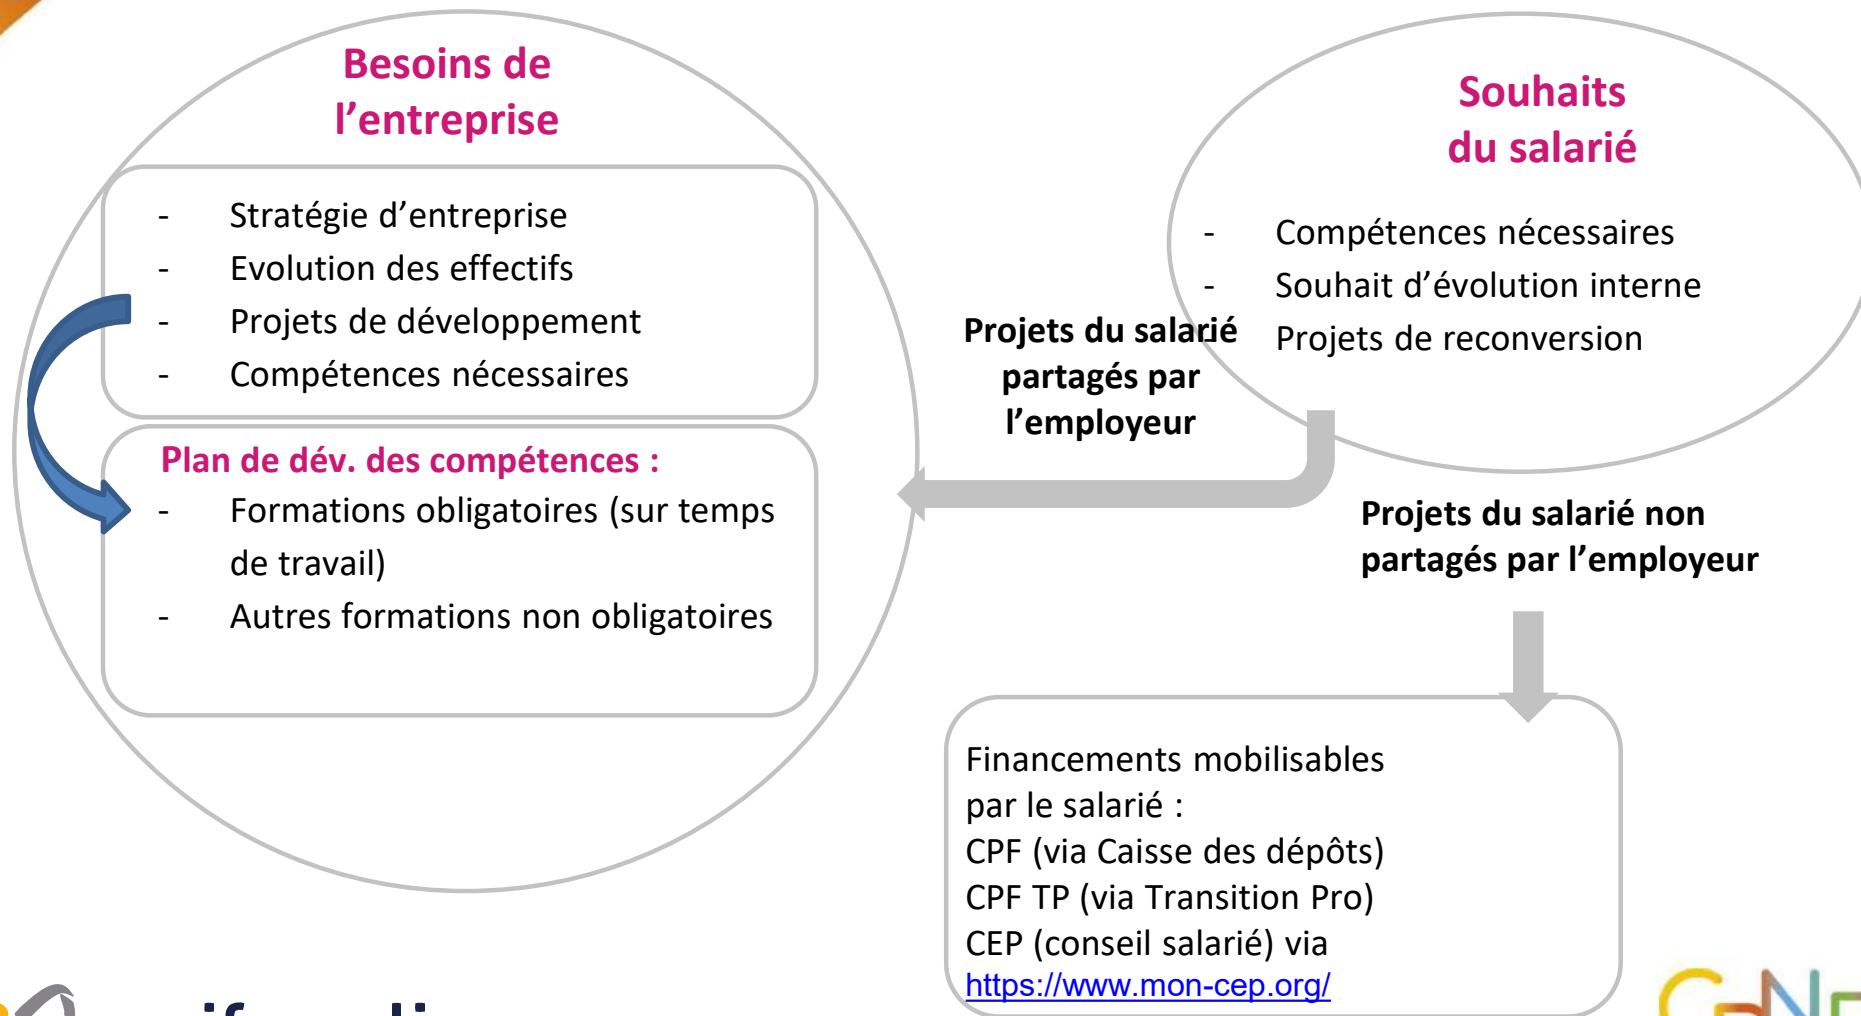 Besoins de
l’entreprise
- Stratégie d’entreprise
- Evolution des effectifs
- Projets de développement
- Compétences nécessaires
Plan de dév. des compétences :
- Formations obligatoires (sur temps
de travail)
- Autres formations non obligatoires
Souhaits
du salarié
- Compétences nécessaires
- Souhait d’évolution interne
- Projets de reconversion
Projets du salarié
partagés par
l’employeur
Projets du salarié non
partagés par l’employeur
Financements mobilisables
par le salarié :
CPF (via Caisse des dépôts)
CPF TP (via Transition Pro)
CEP (conseil salarié) via
https://www.mon-cep.org/